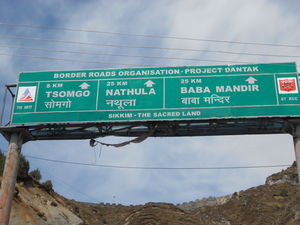 BORDER ROADS ORGANISATION - PROJECT DANTAK
5 KM
TSOMGO
सोमगो
25 KM
NATHULA
नथूला
25 KM
BABA MANDIR
बाबा मन्दिर
SIKKIM - THE SACRED LAND